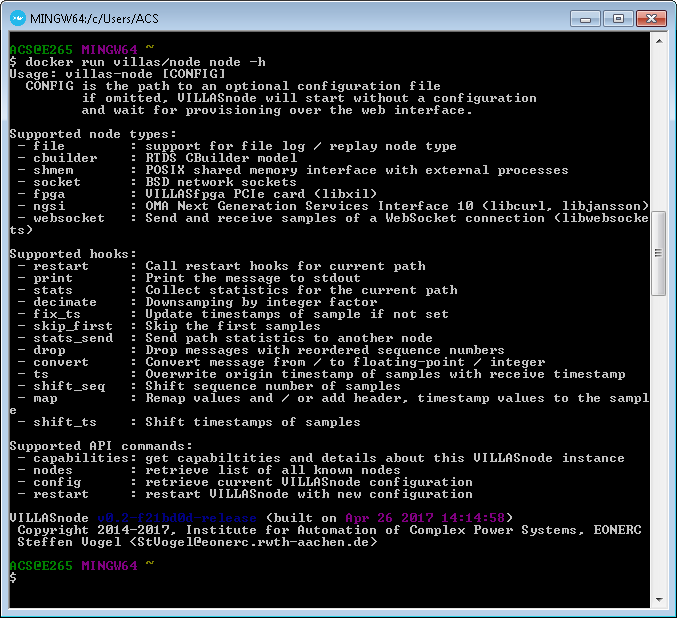 MINGW64:/c/Users/ACS
ACS@E265 MINGW64 ~
$ docker run villas/node node -h
Usage: villas-node [CONFIG]
  CONFIG is the path to an optional configuration file
         if omitted, VILLASnode will start without a configuration
         and wait for provisioning over the web interface.

Supported node types:
 - file        : support for file log / replay node type
 - cbuilder    : RTDS CBuilder model
 - shmem       : POSIX shared memory interface with external processes
 - socket      : BSD network sockets
 - fpga        : VILLASfpga PCIe card (libxil)
 - ngsi        : OMA Next Generation Services Interface 10 (libcurl, libjansson)
 - websocket   : Send and receive samples of a WebSocket connection (libwebsocke
ts)

Supported hooks:
 - restart     : Call restart hooks for current path
 - print       : Print the message to stdout
 - stats       : Collect statistics for the current path
 - decimate    : Downsamping by integer factor
 - fix_ts      : Update timestamps of sample if not set
 - skip_first  : Skip the first samples
 - stats_send  : Send path statistics to another node
 - drop        : Drop messages with reordered sequence numbers
 - convert     : Convert message from / to floating-point / integer
 - ts          : Overwrite origin timestamp of samples with receive timestamp
 - shift_seq   : Shift sequence number of samples
 - map         : Remap values and / or add header, timestamp values to the sampl
e
 - shift_ts    : Shift timestamps of samples

Supported API commands:
 - capabilities: get capabiltities and details about this VILLASnode instance
 - nodes       : retrieve list of all known nodes
 - config      : retrieve current VILLASnode configuration
 - restart     : restart VILLASnode with new configuration

VILLASnode (built on Apr 26 2017 14:14:58)
 Copyright 2014-2017, Institute for Automation of Complex Power Systems, EONERC
 Steffen Vogel <StVogel@eonerc.rwth-aachen.de>

ACS@E265 MINGW64 ~
$